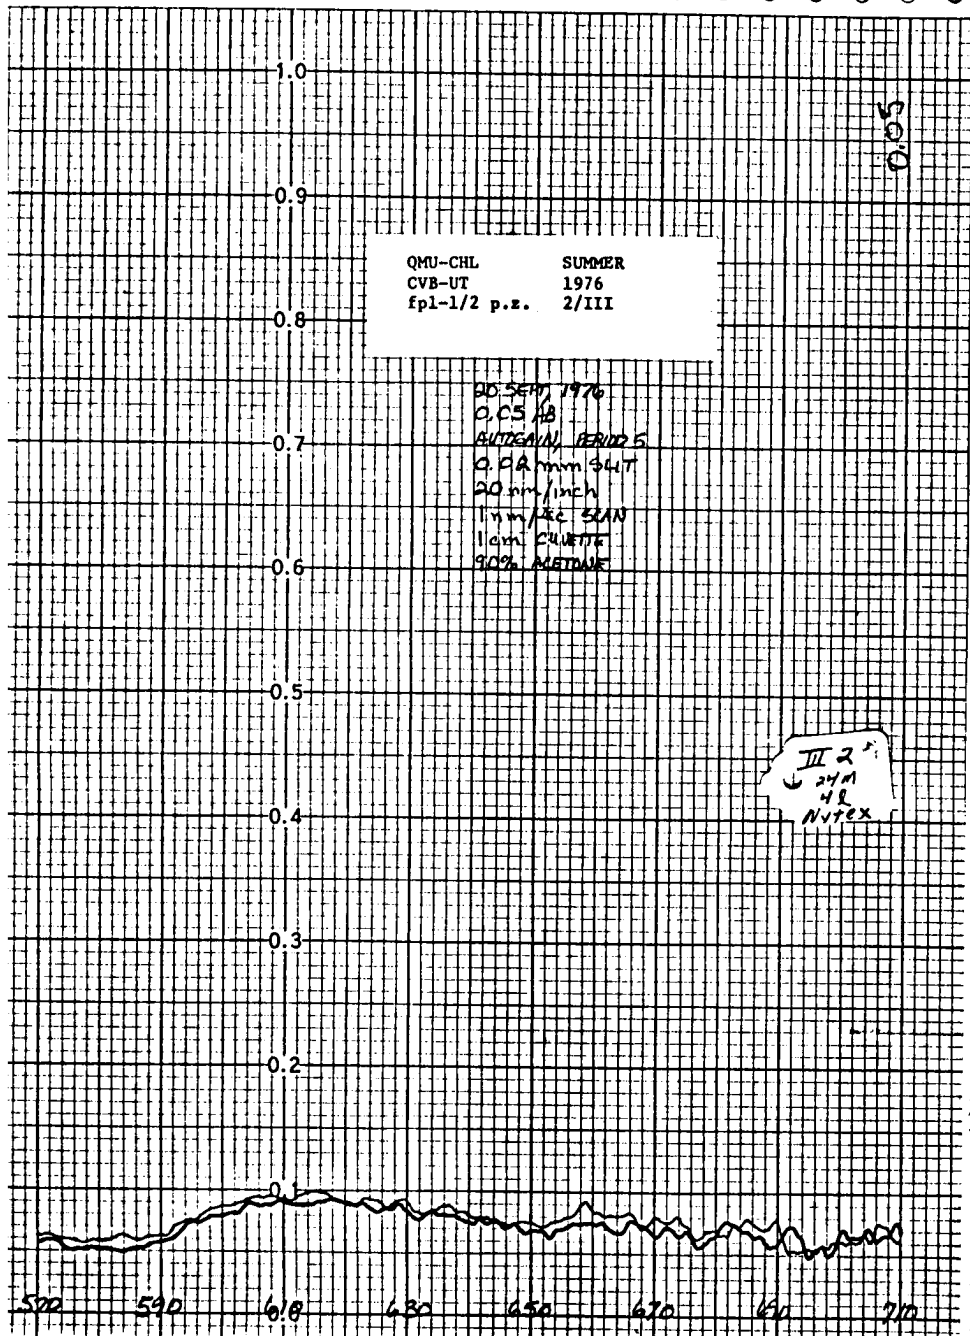 1.0
0.05
0.9
QMU-CHL SUMMER
CVB-UT 1976
fpl-1/2 p.z. 2/III
0.8
20 SEPT, 1976
0.05 AB
0.7
AUTOGAIN, PERIOD 5
0.02 mm SLIT
20 nm/inch
1 nm/sec SCAN
1 cm CUVETTE
90% ACETONE
0.6
0.5
III 2
24 M
4 l
Nytex
0.4
0.3
0.2
0.1
570 590 610 630 650 670 690 710